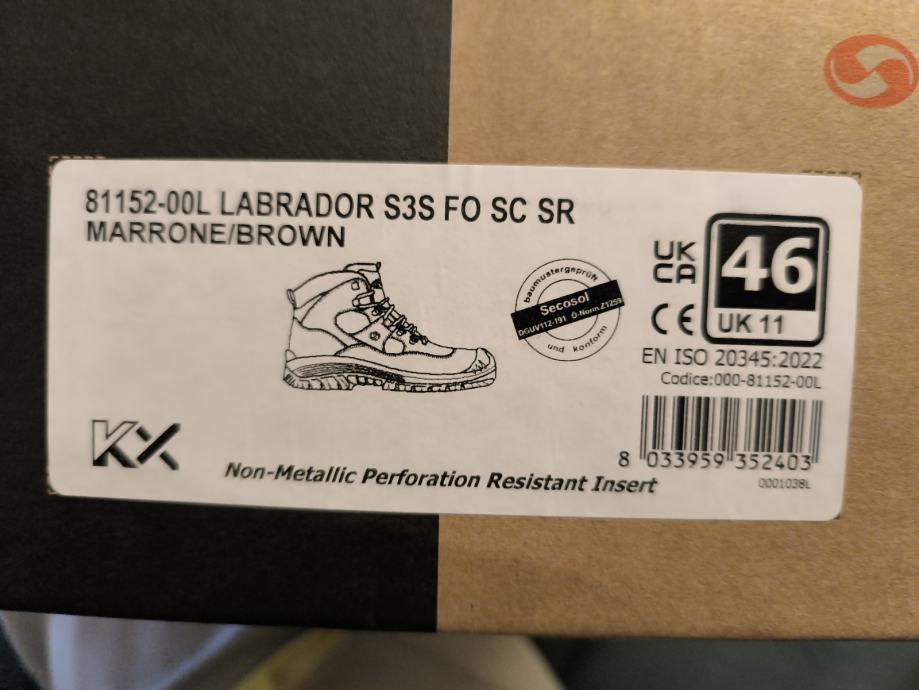 81152-00L LABRADOR S3S FO SC SR
MARRONE/BROWN
baumustergeprüft
Secosol
DGUV112-191 Ö-Norm Z1259
und konform
UK
CA
46
CE
UK 11
EN ISO 20345:2022
Codice:000-81152-00L
8 033959 352403
0001038L
KX
Non-Metallic Perforation Resistant Insert